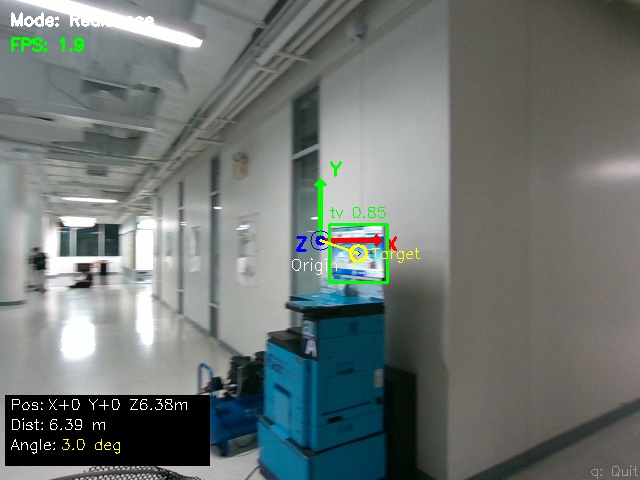 Mode: Re
FPS: 1.9
Y
tv 0.85
Z
X
Target
Origin
Pos: X+0 Y+0 Z6.38m
Dist: 6.39 m
Angle: 3.0 deg
q: Quit